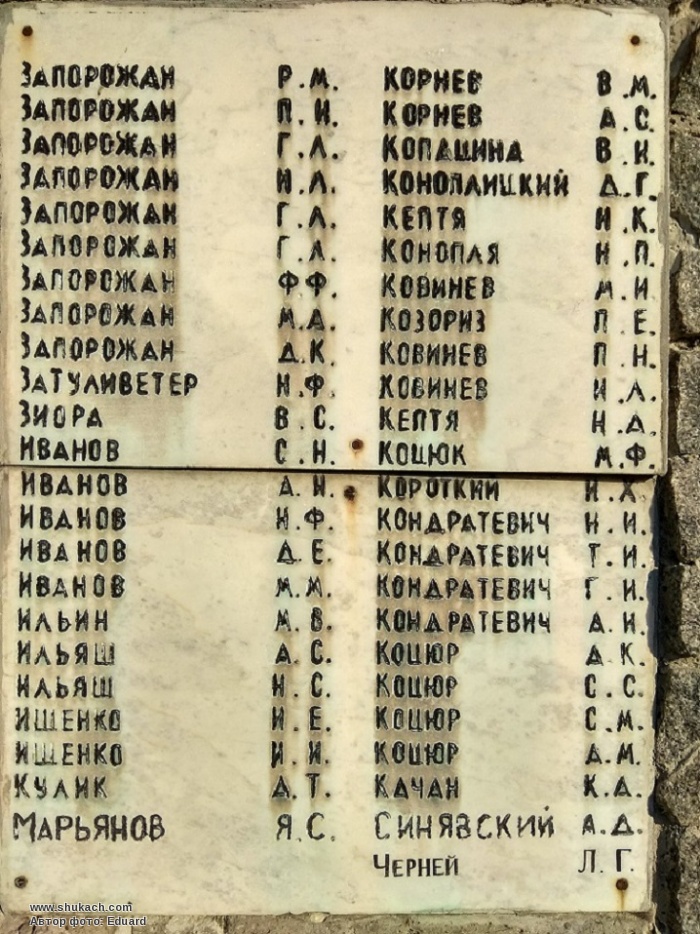 ЗАПОРОЖАН Р.М. КОРНЕВ В.М.
ЗАПОРОЖАН П.И. КОРНЕВ А.С.
ЗАПОРОЖАН Г.Л. КОПАЦИНА В.И.
ЗАПОРОЖАН И.Л. КОНОПЛИЦКИЙ Д.Г.
ЗАПОРОЖАН Г.Л. КЕПТЯ И.К.
ЗАПОРОЖАН Г.Л. КОНОПЛЯ Н.П.
ЗАПОРОЖАН Ф.Ф. КОВИНЕВ М.И.
ЗАПОРОЖАН М.Д. КОЗОРИЗ П.Е.
ЗАПОРОЖАН Д.К. КОВИНЕВ П.Н.
ЗАТУЛИВЕТЕР Н.Ф. КОВИНЕВ И.Л.
ЗИОРА В.С. КЕПТЯ Н.Д.
ИВАНОВ С.Н. КОЦЮК М.Ф.
ИВАНОВ А.И. КОРОТКИЙ И.Х.
ИВАНОВ И.Ф. КОНДРАТЕВИЧ Н.И.
ИВАНОВ Д.Е. КОНДРАТЕВИЧ Т.И.
ИВАНОВ М.М. КОНДРАТЕВИЧ Г.И.
ИЛЬИН М.В. КОНДРАТЕВИЧ А.И.
ИЛЬЯШ А.С. КОЦЮР Д.К.
ИЛЬЯШ И.С. КОЦЮР С.С.
ИЩЕНКО И.Е. КОЦЮР С.М.
ИЩЕНКО И.И. КОЦЮР Д.М.
КУЛИК Д.Т. КАЧАН К.Д.
МАРЬЯНОВ Я.С. СИНЯВСКИЙ А.Д.
ЧЕРНЕЙ Л.Г.
www.shukach.com
Автор фото: Eduard